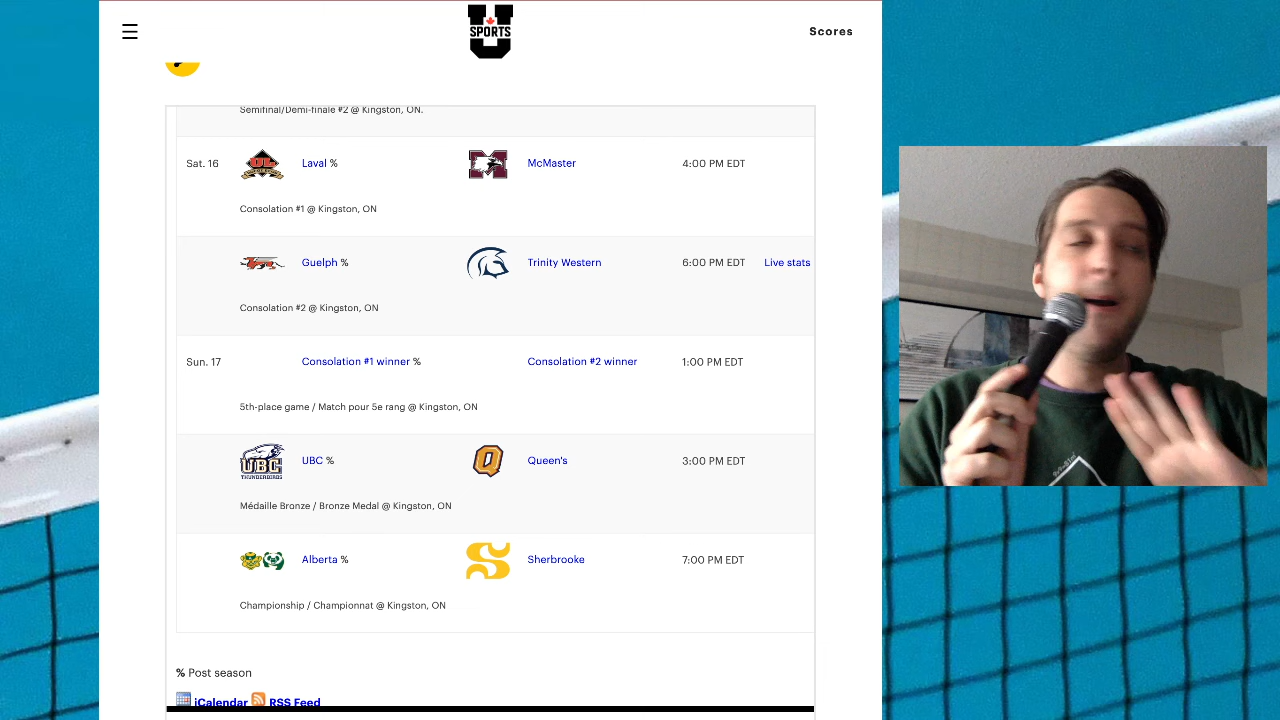 ☰
SPORTS
Scores
Semifinal/Demi-finale #2 @ Kingston, ON.
Sat. 16 Laval % McMaster 4:00 PM EDT
Consolation #1 @ Kingston, ON
Guelph % Trinity Western 6:00 PM EDT Live stats
Consolation #2 @ Kingston, ON
Sun. 17 Consolation #1 winner % Consolation #2 winner 1:00 PM EDT
5th-place game / Match pour 5e rang @ Kingston, ON
UBC
THUNDERBIRDS
UBC % Q Queen's 3:00 PM EDT
Médaille Bronze / Bronze Medal @ Kingston, ON
Alberta % S Sherbrooke 7:00 PM EDT
Championship / Championnat @ Kingston, ON
% Post season
iCalendar RSS Feed